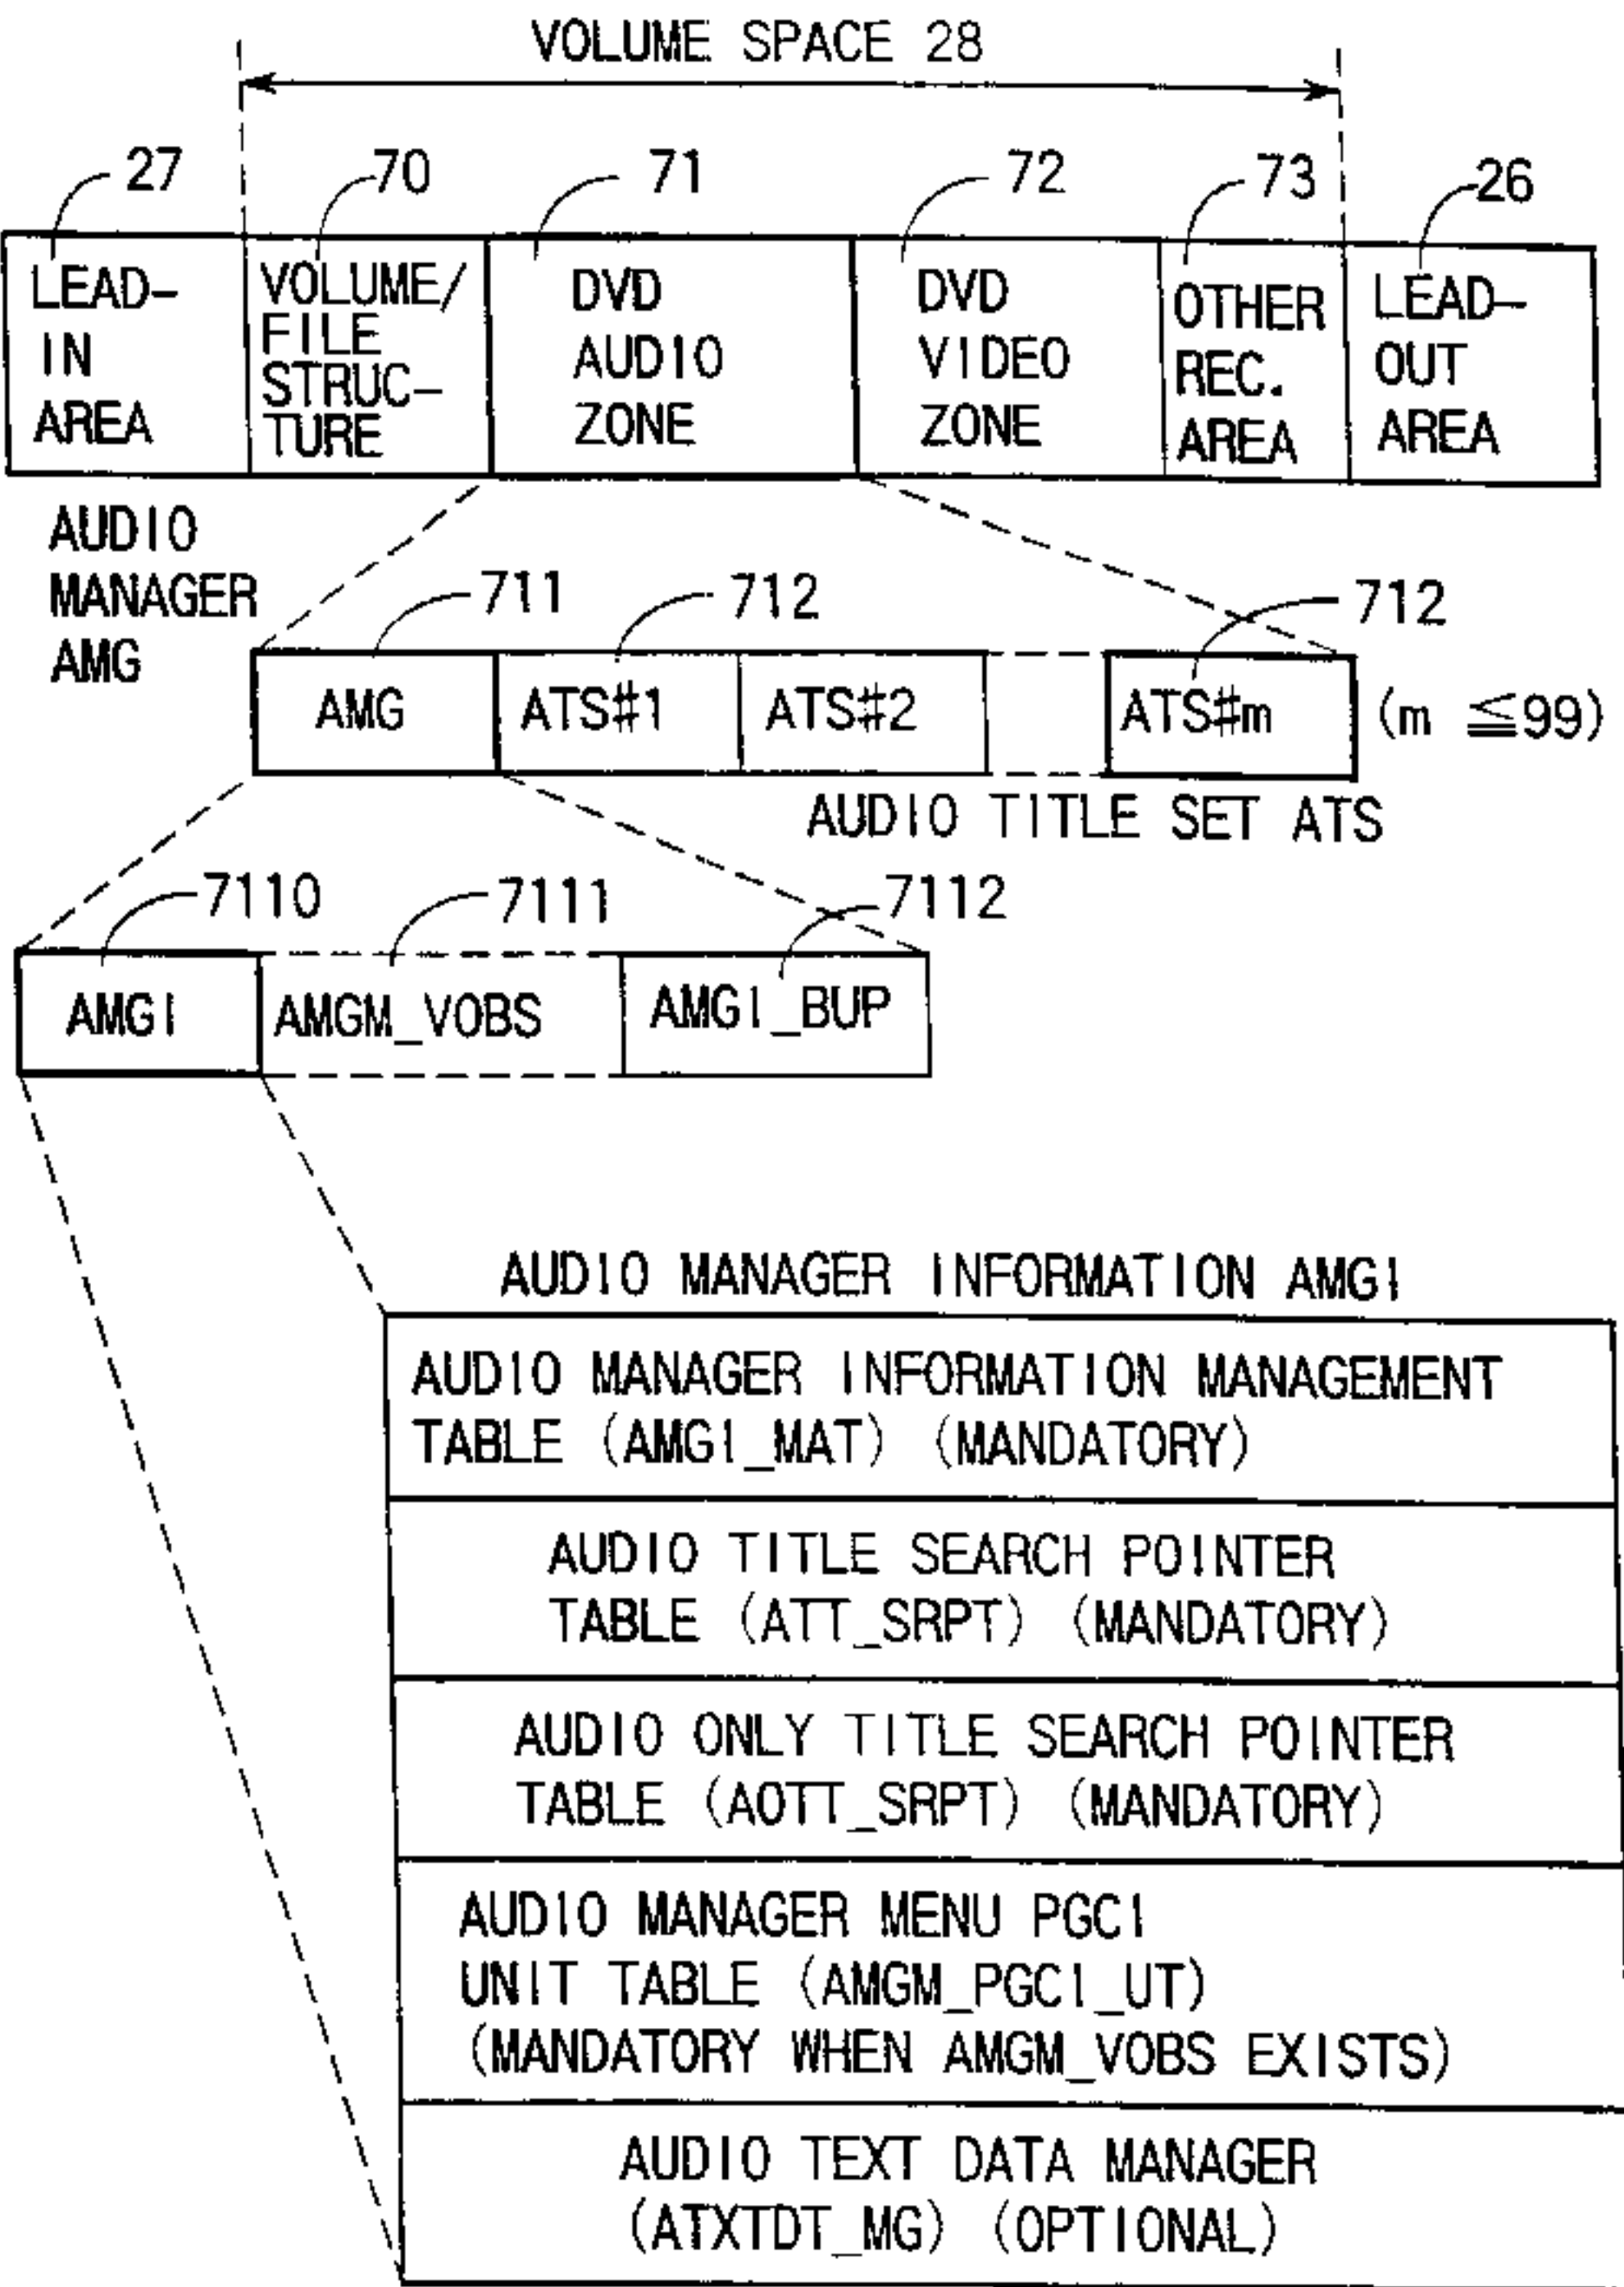 VOLUME SPACE 28
27
70
71
72
73
26
LEAD-
IN
AREA
VOLUME/
FILE
STRUC-
TURE
DVD
AUDIO
ZONE
DVD
VIDEO
ZONE
OTHER
REC.
AREA
LEAD-
OUT
AREA
AUDIO
MANAGER
AMG
711
712
712
AMG
ATS#1
ATS#2
ATS#m
(m ≦99)
AUDIO TITLE SET ATS
7110
7111
7112
AMGI
AMGM_VOBS
AMGI_BUP
AUDIO MANAGER INFORMATION AMGI
AUDIO MANAGER INFORMATION MANAGEMENT
TABLE (AMGI_MAT) (MANDATORY)
AUDIO TITLE SEARCH POINTER
TABLE (ATT_SRPT) (MANDATORY)
AUDIO ONLY TITLE SEARCH POINTER
TABLE (AOTT_SRPT) (MANDATORY)
AUDIO MANAGER MENU PGCI
UNIT TABLE (AMGM_PGCI_UT)
(MANDATORY WHEN AMGM_VOBS EXISTS)
AUDIO TEXT DATA MANAGER
(ATXTDT_MG) (OPTIONAL)